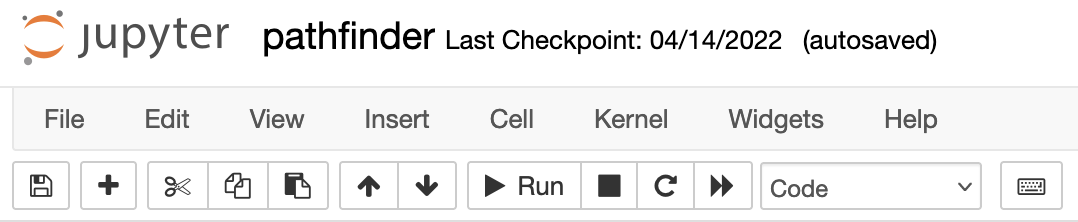 jupyter pathfinder Last Checkpoint: 04/14/2022 (autosaved)
File Edit View Insert Cell Kernel Widgets Help
Run Code